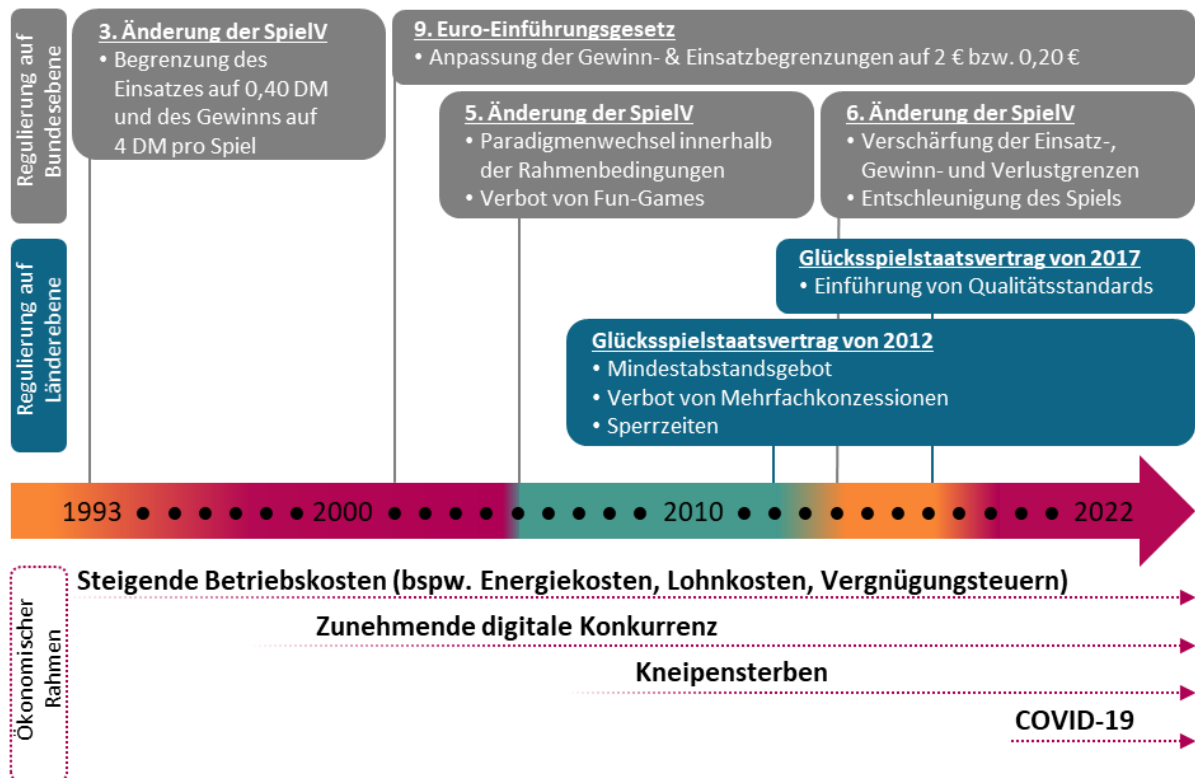 Regulierung auf
Bundesebene
3. Änderung der SpielV
• Begrenzung des
Einsatzes auf 0,40 DM
und des Gewinns auf
4 DM pro Spiel
9. Euro-Einführungsgesetz
• Anpassung der Gewinn- & Einsatzbegrenzungen auf 2 € bzw. 0,20 €
5. Änderung der SpielV
• Paradigmenwechsel innerhalb
der Rahmenbedingungen
• Verbot von Fun-Games
6. Änderung der SpielV
• Verschärfung der Einsatz-,
Gewinn- und Verlustgrenzen
• Entschleunigung des Spiels
Regulierung auf
Länderebene
Glücksspielstaatsvertrag von 2017
• Einführung von Qualitätsstandards
Glücksspielstaatsvertrag von 2012
• Mindestabstandsgebot
• Verbot von Mehrfachkonzessionen
• Sperrzeiten
1993 2000 2010 2022
Ökonomischer
Rahmen
Steigende Betriebskosten (bspw. Energiekosten, Lohnkosten, Vergnügungsteuern)
Zunehmende digitale Konkurrenz
Kneipensterben
COVID-19